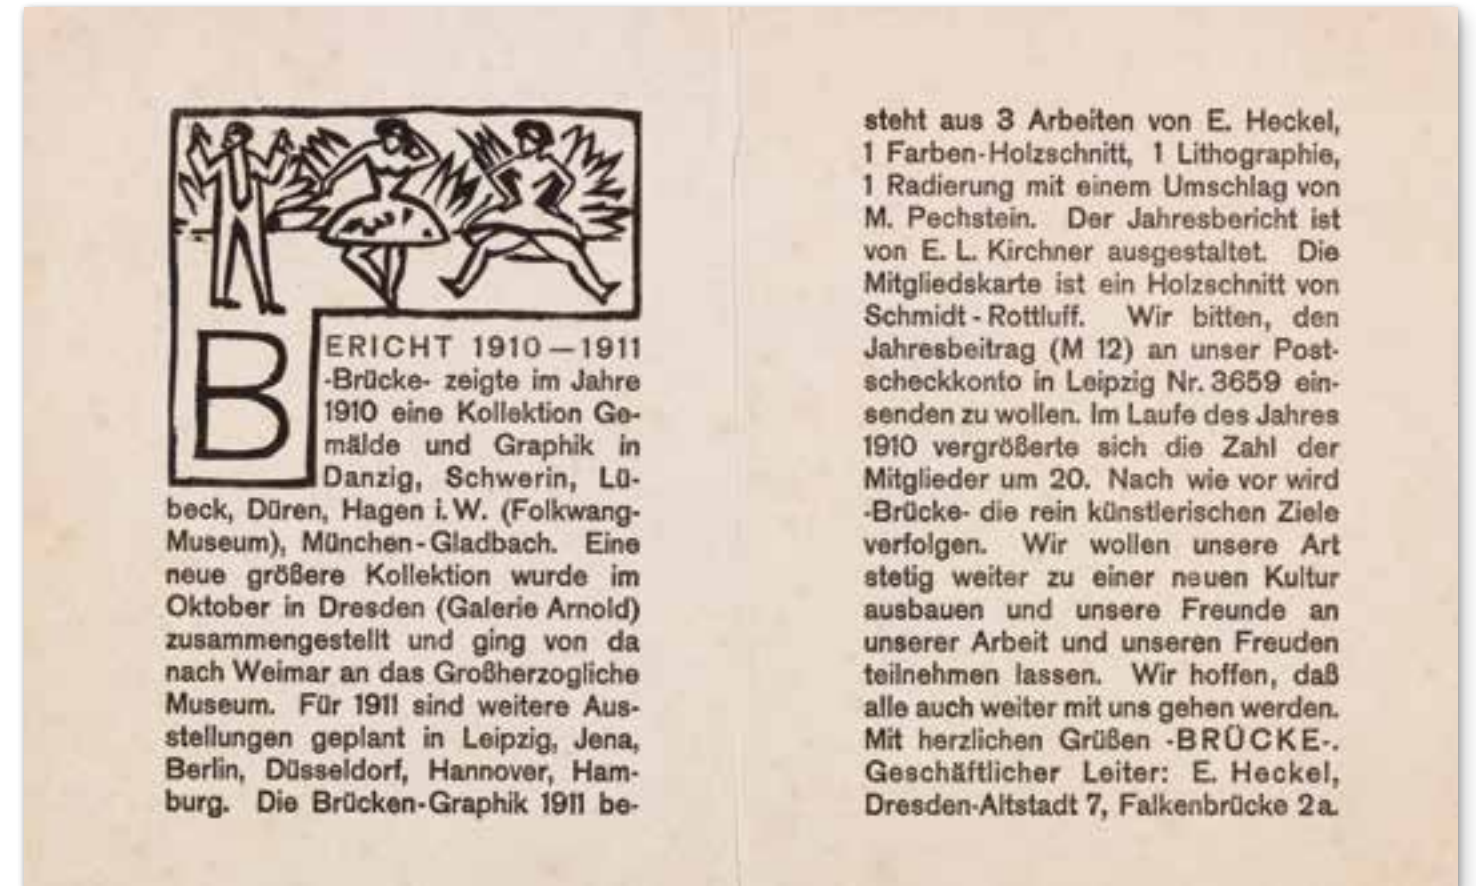 BERICHT 1910—1911
-Brücke- zeigte im Jahre
1910 eine Kollektion Ge-
mälde und Graphik in
Danzig, Schwerin, Lü-
beck, Düren, Hagen i. W. (Folkwang-
Museum), München-Gladbach. Eine
neue größere Kollektion wurde im
Oktober in Dresden (Galerie Arnold)
zusammengestellt und ging von da
nach Weimar an das Großherzogliche
Museum. Für 1911 sind weitere Aus-
stellungen geplant in Leipzig, Jena,
Berlin, Düsseldorf, Hannover, Ham-
burg. Die Brücken-Graphik 1911 be-
steht aus 3 Arbeiten von E. Heckel,
1 Farben-Holzschnitt, 1 Lithographie,
1 Radierung mit einem Umschlag von
M. Pechstein. Der Jahresbericht ist
von E. L. Kirchner ausgestaltet. Die
Mitgliedskarte ist ein Holzschnitt von
Schmidt-Rottluff. Wir bitten, den
Jahresbeitrag (M 12) an unser Post-
scheckkonto in Leipzig Nr. 3659 ein-
senden zu wollen. Im Laufe des Jahres
1910 vergrößerte sich die Zahl der
Mitglieder um 20. Nach wie vor wird
-Brücke- die rein künstlerischen Ziele
verfolgen. Wir wollen unsere Art
stetig weiter zu einer neuen Kultur
ausbauen und unsere Freunde an
unserer Arbeit und unseren Freuden
teilnehmen lassen. Wir hoffen, daß
alle auch weiter mit uns gehen werden.
Mit herzlichen Grüßen -BRÜCKE-.
Geschäftlicher Leiter: E. Heckel,
Dresden-Altstadt 7, Falkenbrücke 2a.